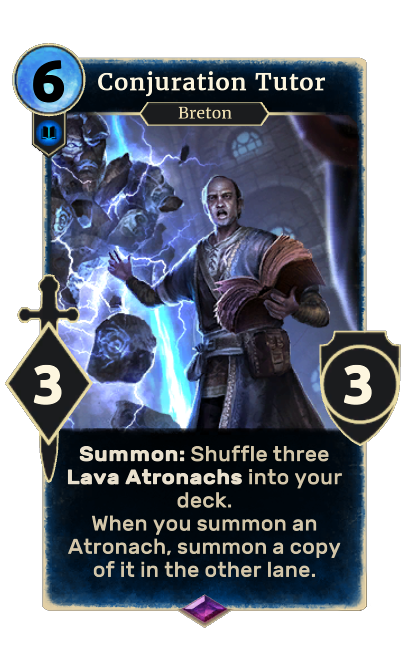 6
Conjuration Tutor
Breton
3
3
Summon: Shuffle three
Lava Atronachs into your
deck.
When you summon an
Atronach, summon a copy
of it in the other lane.